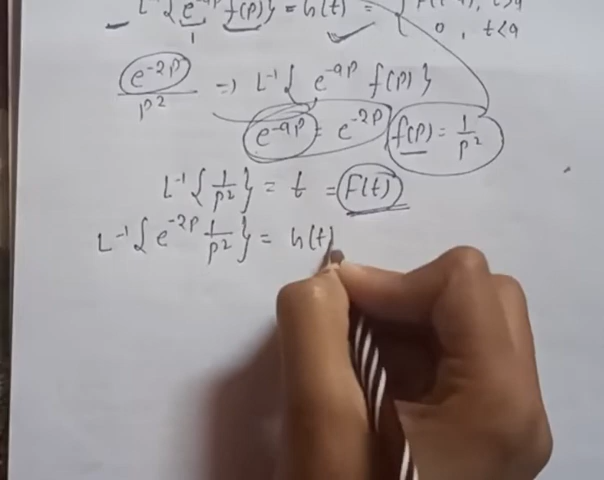 L⁻¹{e⁻ᵃᵖ f(p)} = h(t) =
0, t<a
e⁻²ᵖ/p² => L⁻¹{e⁻ᵃᵖ f(p)}
e⁻ᵃᵖ = e⁻²ᵖ f(p) = 1/p²
L⁻¹{1/p²} = t = F(t)
L⁻¹{e⁻²ᵖ 1/p²} = h(t)